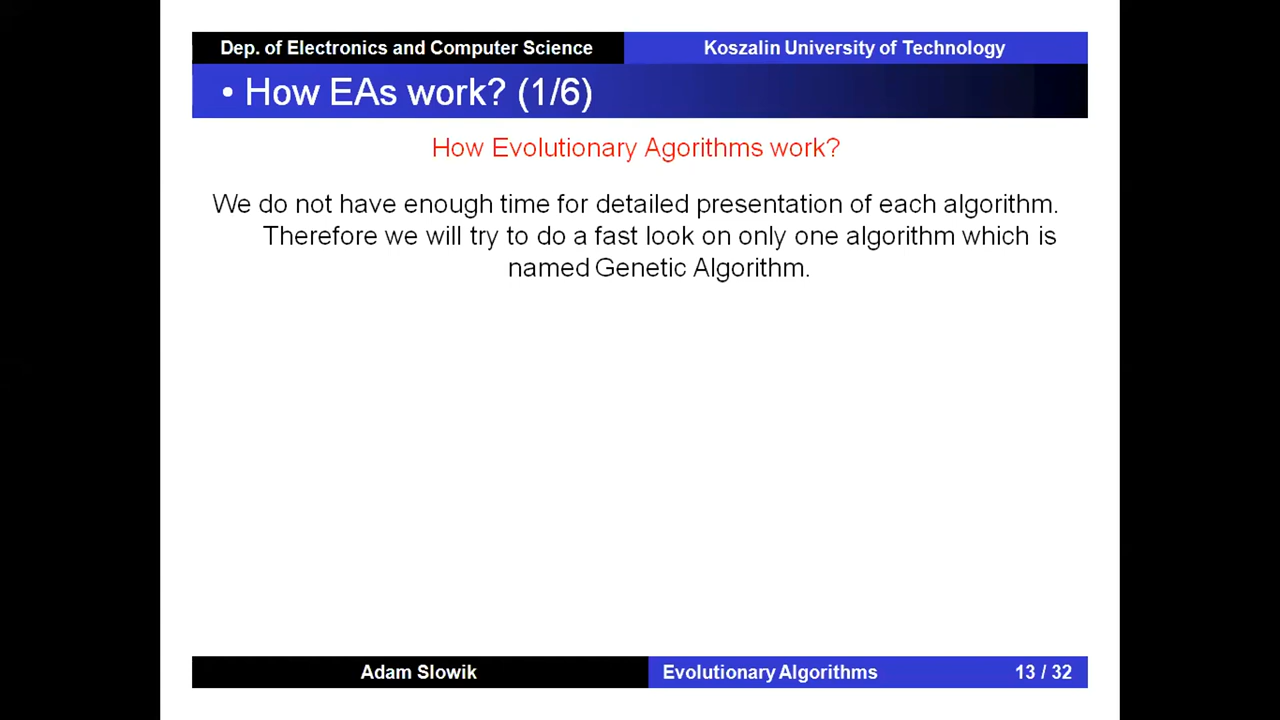 Dep. of Electronics and Computer Science
Koszalin University of Technology
• How EAs work? (1/6)
How Evolutionary Agorithms work?
We do not have enough time for detailed presentation of each algorithm.
Therefore we will try to do a fast look on only one algorithm which is
named Genetic Algorithm.
Adam Slowik
Evolutionary Algorithms
13 / 32